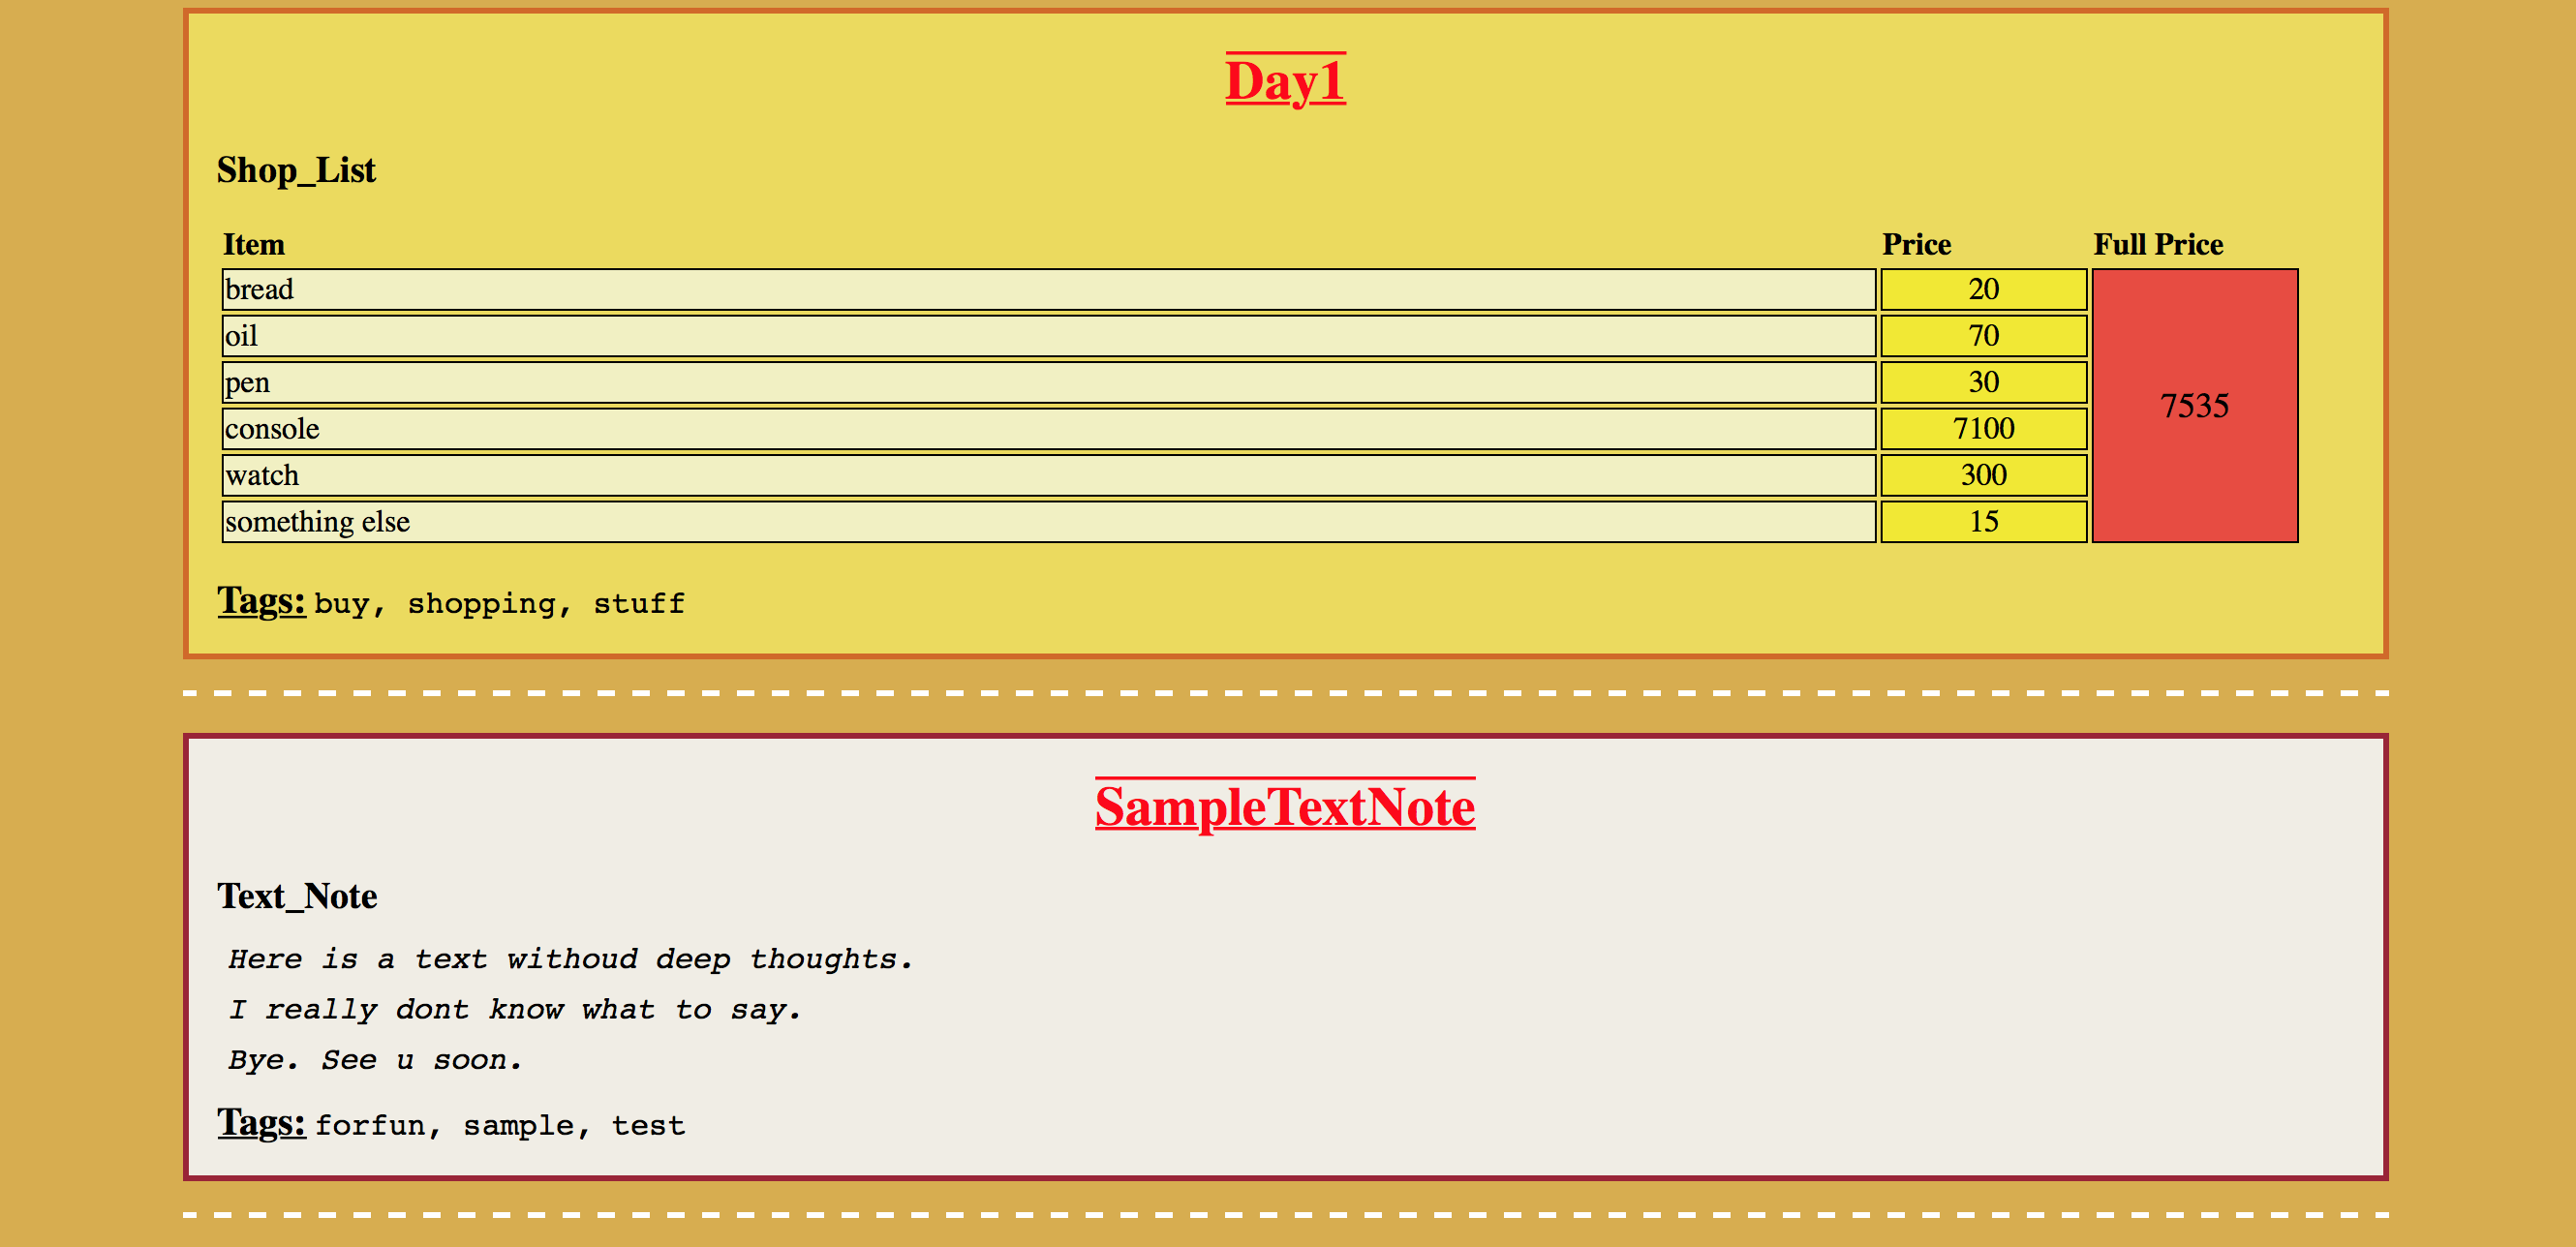 Day1
Shop_List
Item Price Full Price
bread 20
oil 70
pen 30
console 7100
watch 300
something else 15
7535
Tags: buy, shopping, stuff
SampleTextNote
Text_Note
Here is a text withoud deep thoughts.
I really dont know what to say.
Bye. See u soon.
Tags: forfun, sample, test